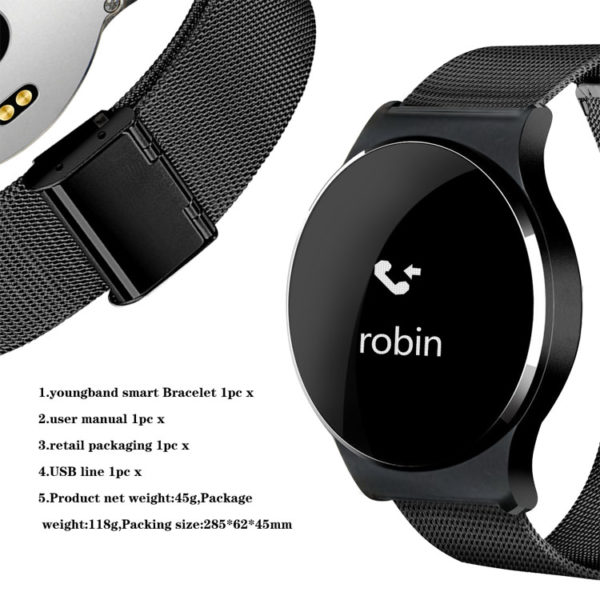 robin
1.youngband smart Bracelet 1pc x
2.user manual 1pc x
3.retail packaging 1pc x
4.USB line 1pc x
5.Product net weight:45g,Package
weight:118g,Packing size:285*62*45mm